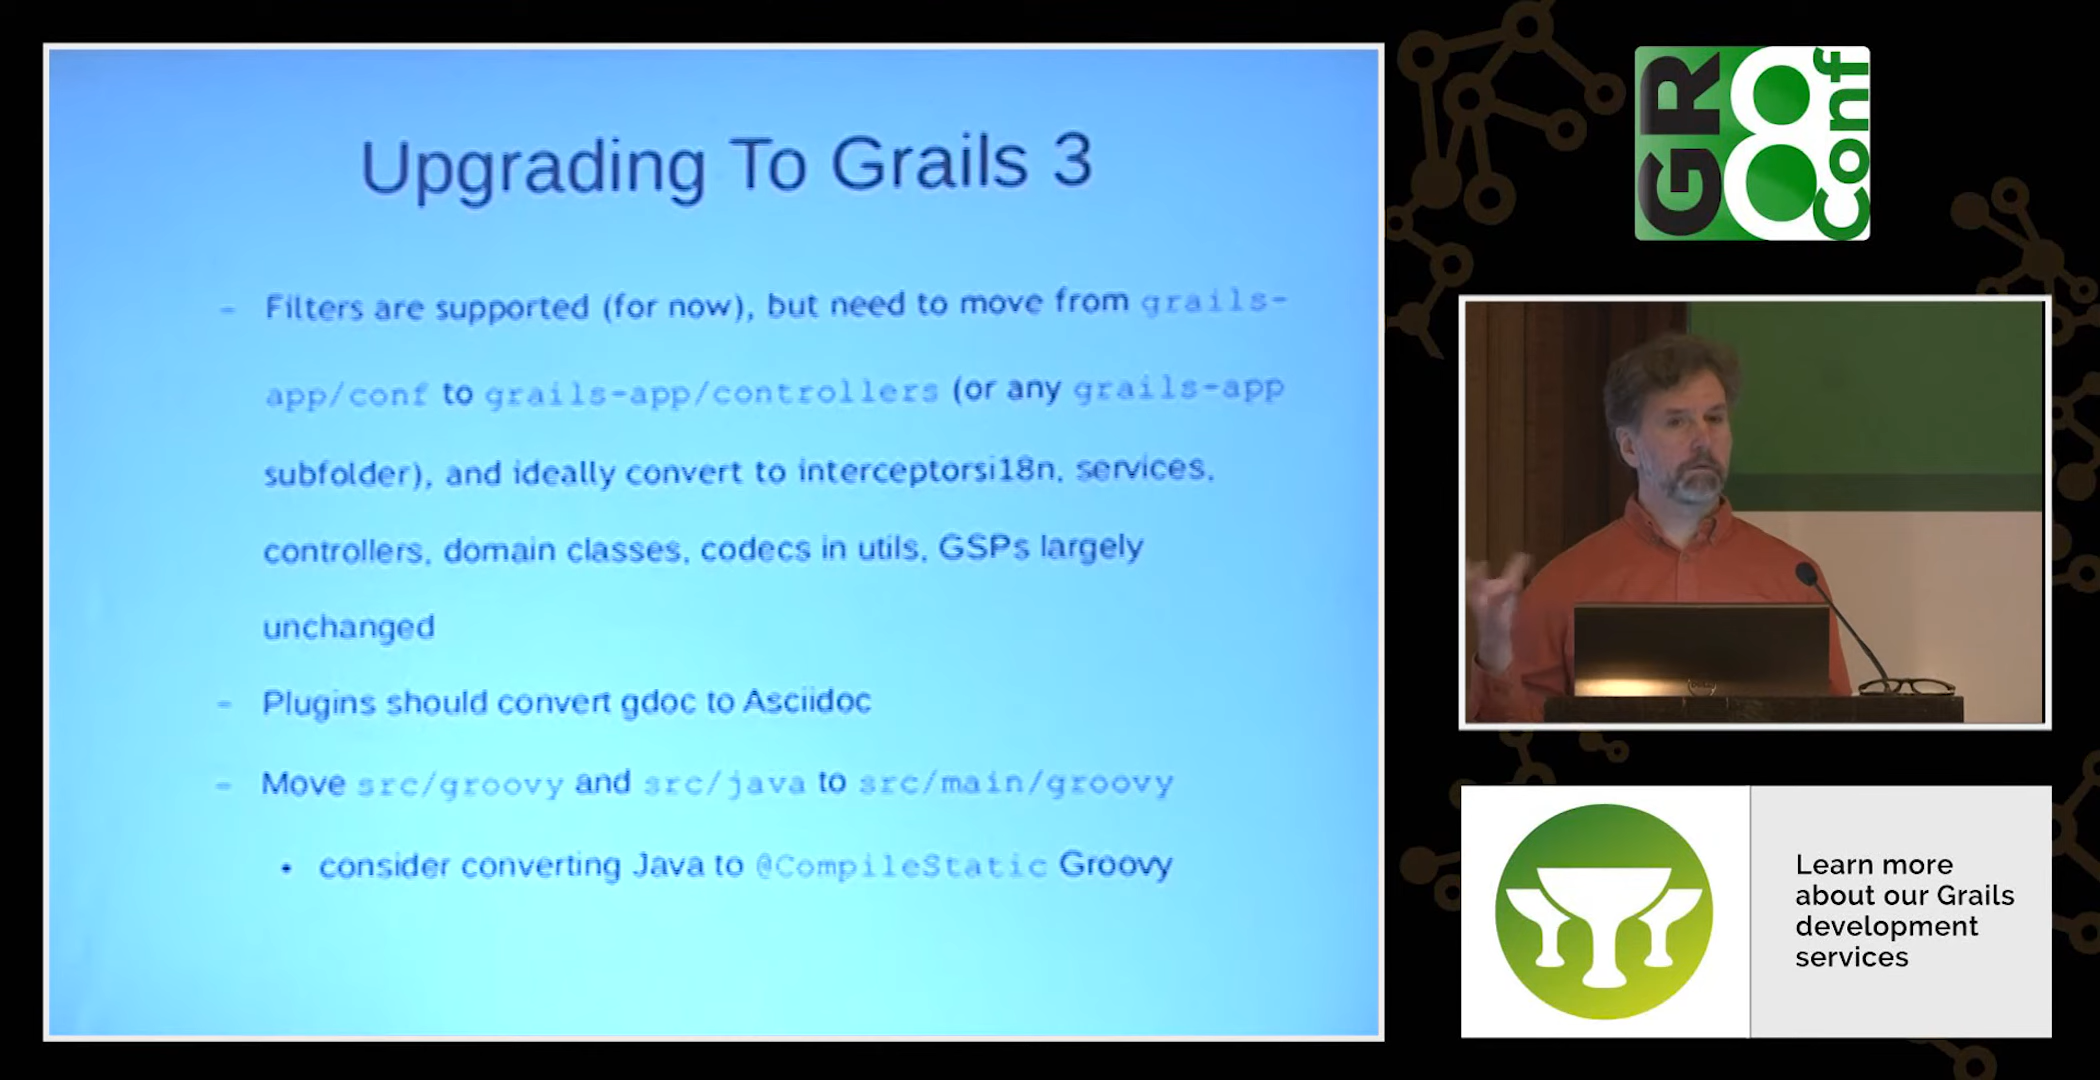 Upgrading To Grails 3
- Filters are supported (for now), but need to move from grails-
app/conf to grails-app/controllers (or any grails-app
subfolder), and ideally convert to interceptorsi18n, services,
controllers, domain classes, codecs in utils, GSPs largely
unchanged
- Plugins should convert gdoc to Asciidoc
- Move src/groovy and src/java to src/main/groovy
• consider converting Java to @CompileStatic Groovy
GR8Conf
Learn more
about our Grails
development
services